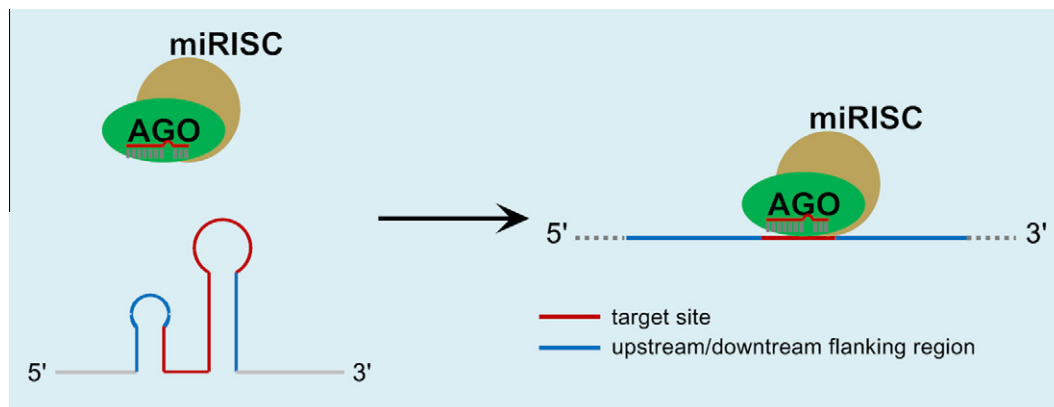 miRISC
AGO
5'
3'
miRISC
AGO
5'
3'
target site
upstream/downtream flanking region